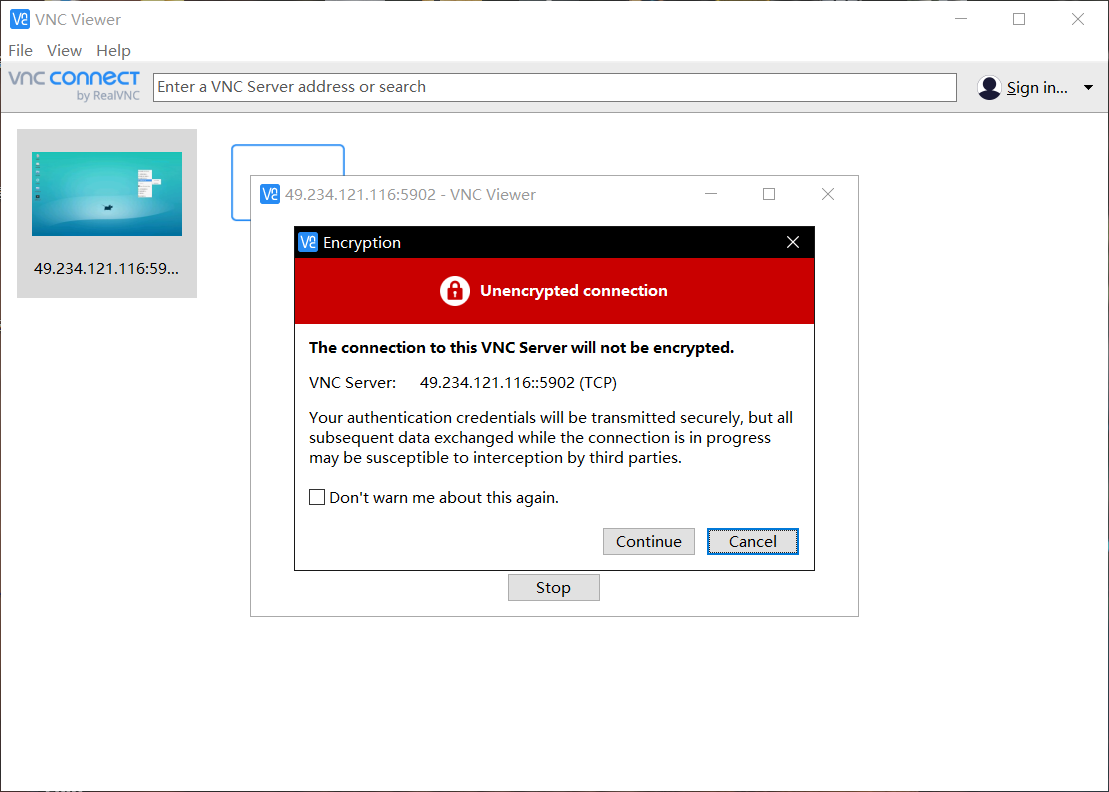 VNC Viewer
File View Help
vnc connect
by RealVNC
Enter a VNC Server address or search
Sign in...
49.234.121.116:59...
49.234.121.116:5902 - VNC Viewer
Encryption
Unencrypted connection
The connection to this VNC Server will not be encrypted.
VNC Server: 49.234.121.116::5902 (TCP)
Your authentication credentials will be transmitted securely, but all
subsequent data exchanged while the connection is in progress
may be susceptible to interception by third parties.
Don't warn me about this again.
Continue Cancel
Stop